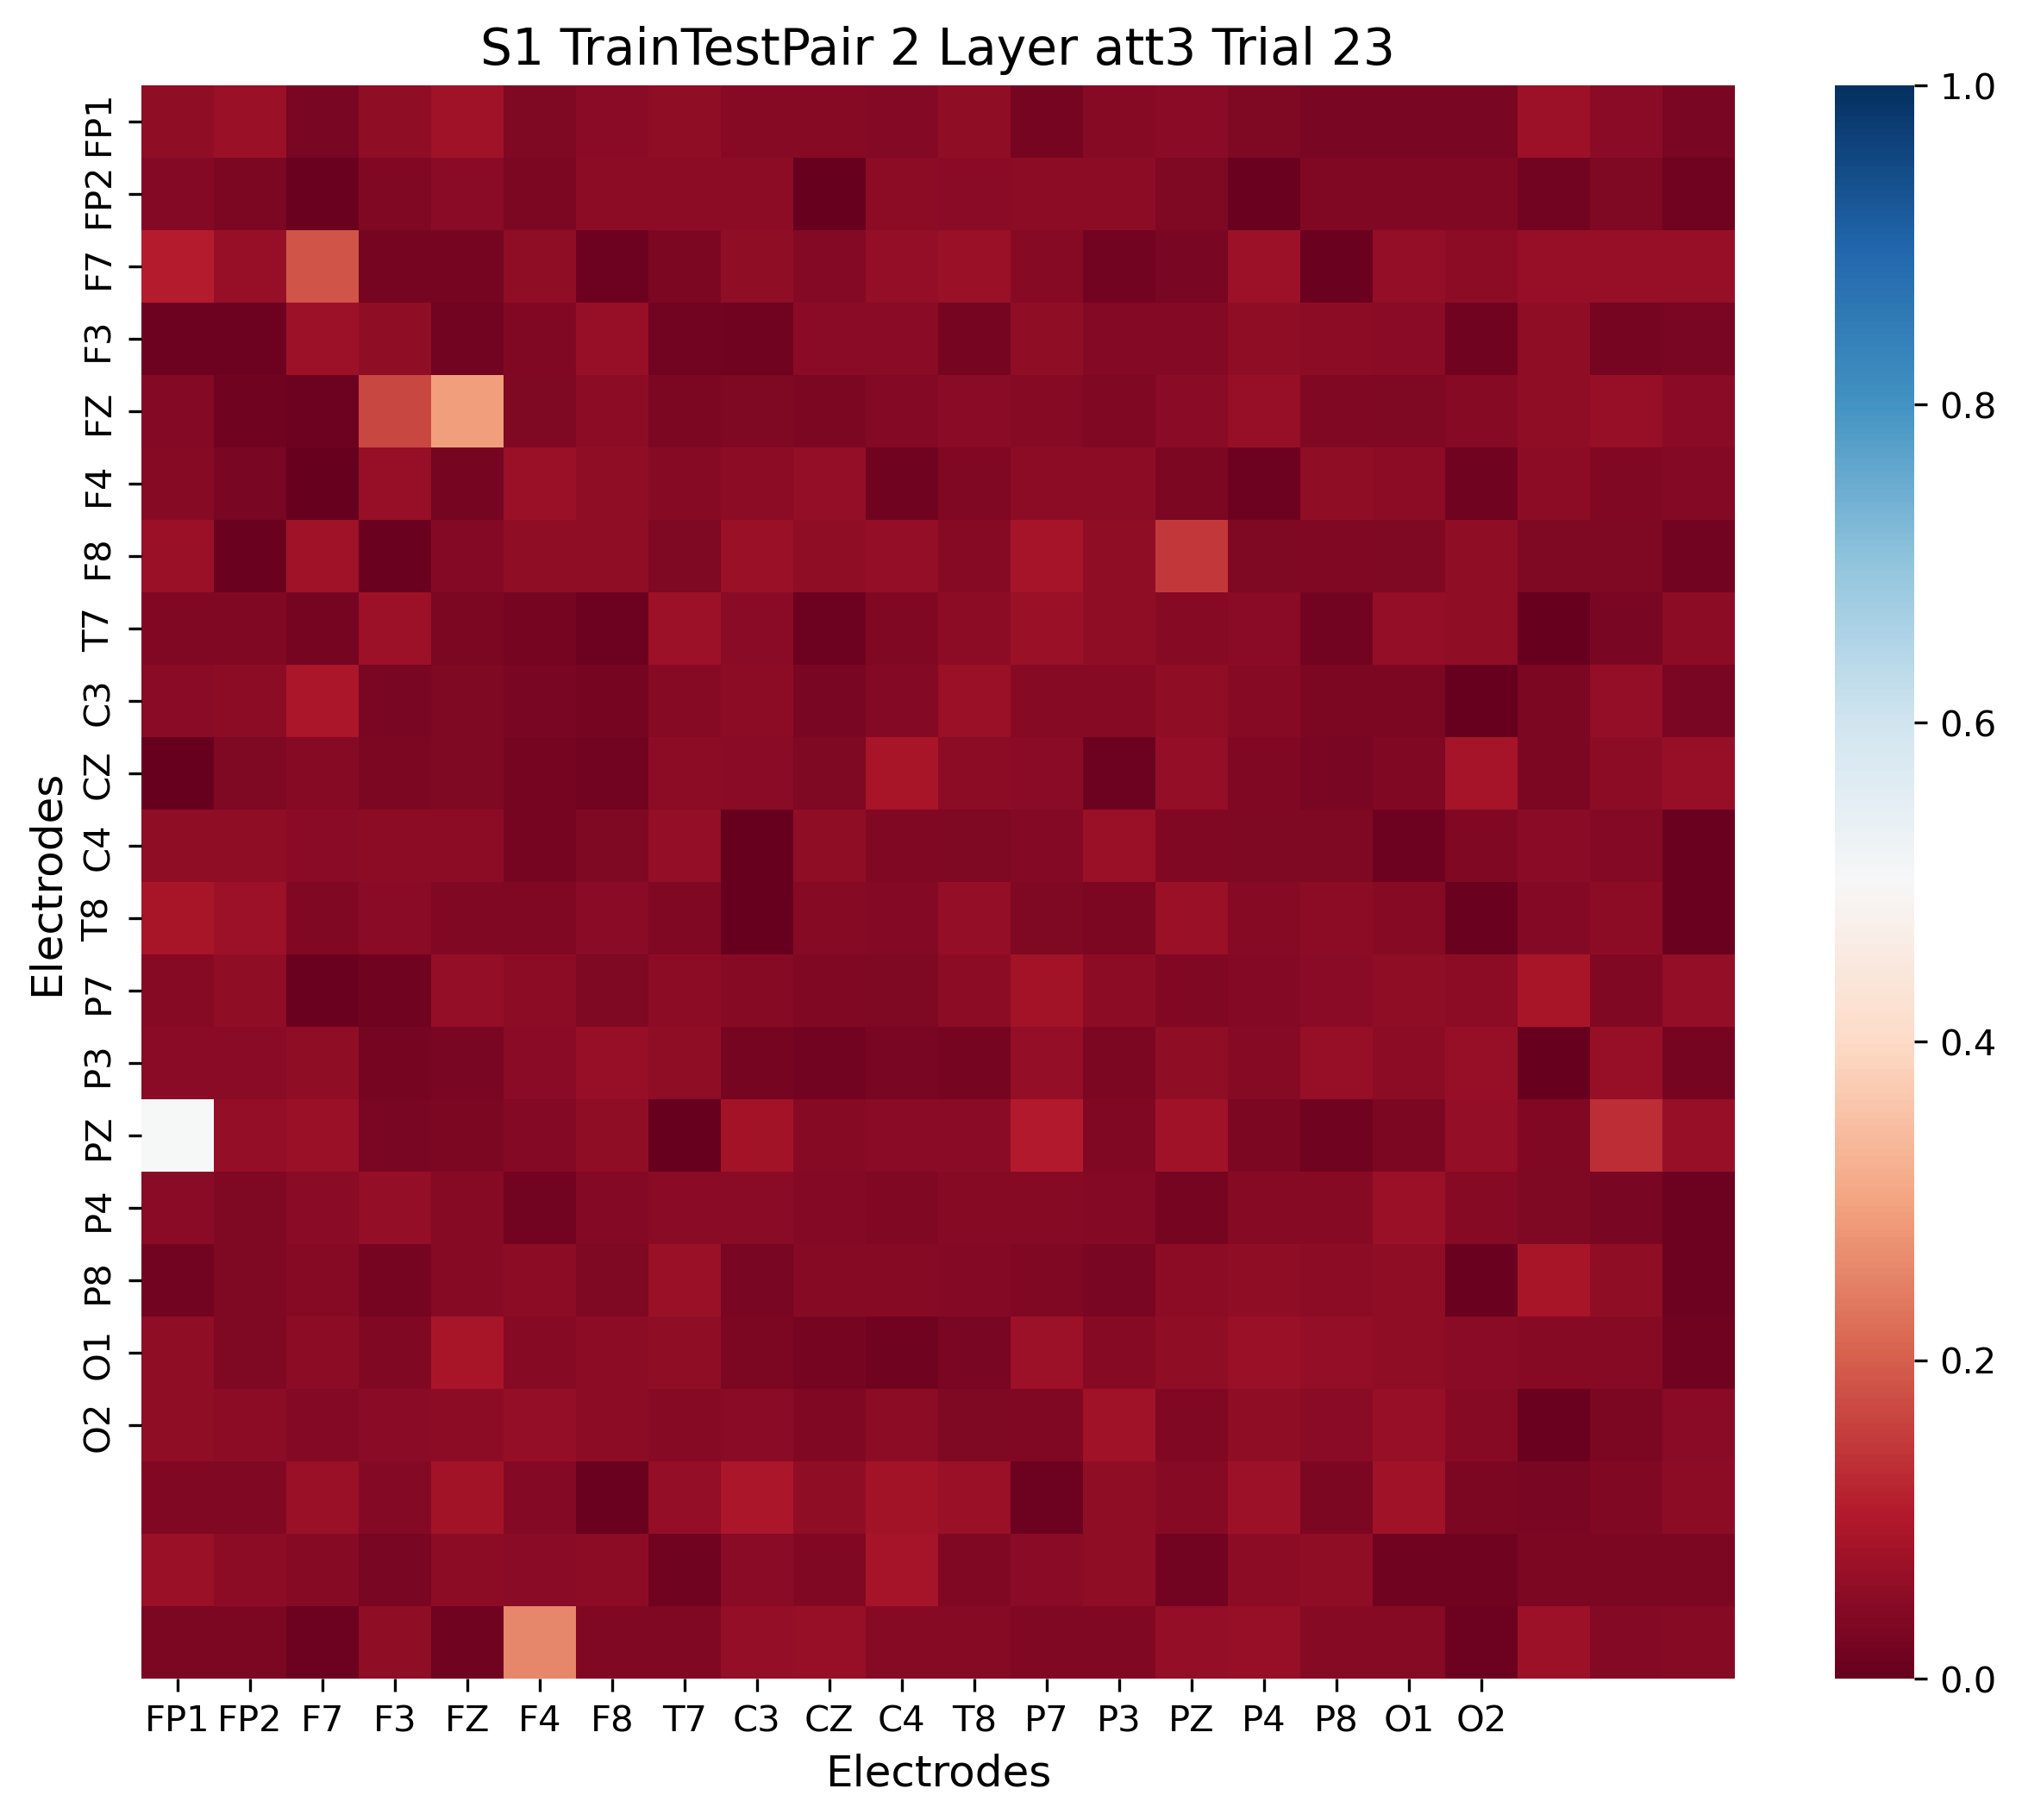 S1 TrainTestPair 2 Layer att3 Trial 23
Electrodes
FP1
FP2
F7
F3
FZ
F4
F8
T7
C3
CZ
C4
T8
P7
P3
PZ
P4
P8
O1
O2
FP1 FP2 F7 F3 FZ F4 F8 T7 C3 CZ C4 T8 P7 P3 PZ P4 P8 O1 O2
Electrodes
1.0
0.8
0.6
0.4
0.2
0.0